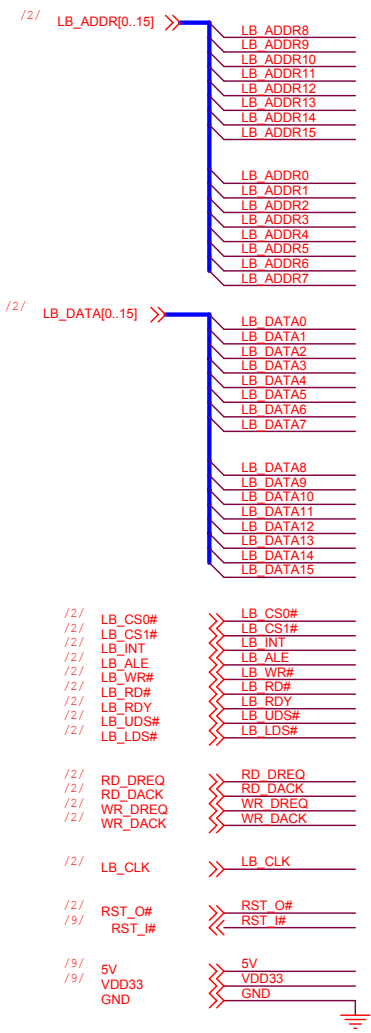 /2/ LB_ADDR[0..15]
LB_ADDR8
LB_ADDR9
LB_ADDR10
LB_ADDR11
LB_ADDR12
LB_ADDR13
LB_ADDR14
LB_ADDR15
LB_ADDR0
LB_ADDR1
LB_ADDR2
LB_ADDR3
LB_ADDR4
LB_ADDR5
LB_ADDR6
LB_ADDR7
/2/ LB_DATA[0..15]
LB_DATA0
LB_DATA1
LB_DATA2
LB_DATA3
LB_DATA4
LB_DATA5
LB_DATA6
LB_DATA7
LB_DATA8
LB_DATA9
LB_DATA10
LB_DATA11
LB_DATA12
LB_DATA13
LB_DATA14
LB_DATA15
/2/ LB_CS0# LB_CS0#
/2/ LB_CS1# LB_CS1#
/2/ LB_INT LB_INT
/2/ LB_ALE LB_ALE
/2/ LB_WR# LB_WR#
/2/ LB_RD# LB_RD#
/2/ LB_RDY LB_RDY
/2/ LB_UDS# LB_UDS#
/2/ LB_LDS# LB_LDS#
/2/ RD_DREQ RD_DREQ
/2/ RD_DACK RD_DACK
/2/ WR_DREQ WR_DREQ
/2/ WR_DACK WR_DACK
/2/ LB_CLK LB_CLK
/2/ RST_O# RST_O#
/9/ RST_I# RST_I#
/9/ 5V 5V
/9/ VDD33 VDD33
GND GND